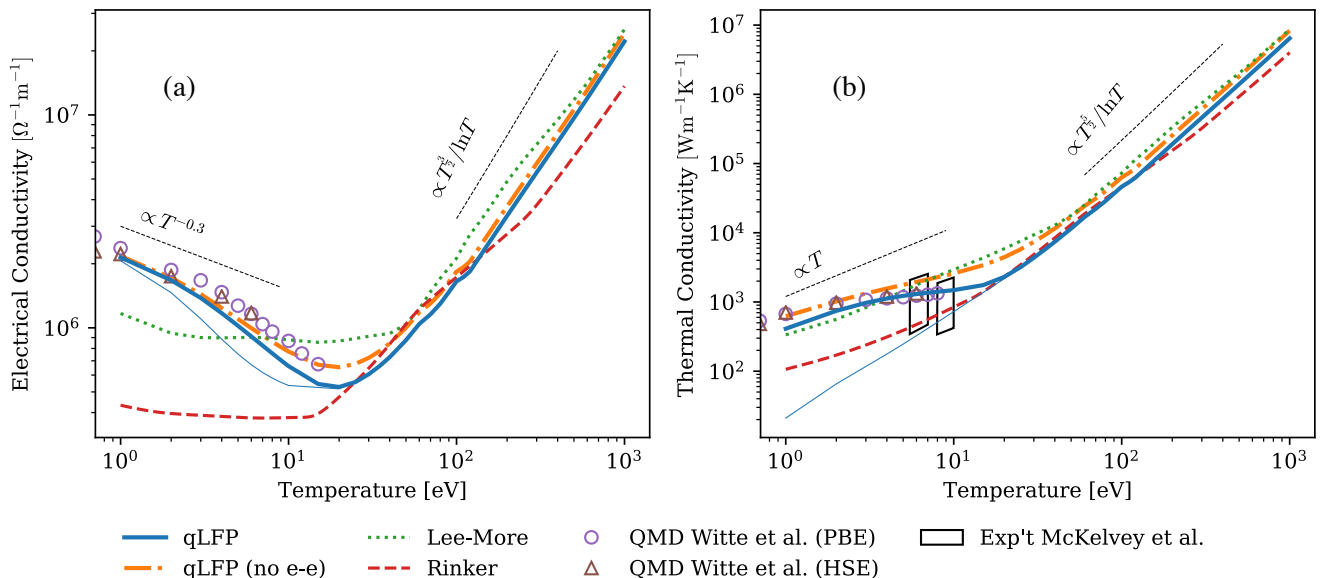 (a)
Electrical Conductivity [Ω⁻¹m⁻¹]
10⁷
10⁶
∝T^{-0.3}
∝T^{3/2}/lnT
10⁰ 10¹ 10² 10³
Temperature [eV]
(b)
Thermal Conductivity [Wm⁻¹K⁻¹]
10⁷
10⁶
10⁵
10⁴
10³
10²
∝T
∝T^{5/2}/lnT
10⁰ 10¹ 10² 10³
Temperature [eV]
qLFP
qLFP (no e-e)
Lee-More
Rinker
QMD Witte et al. (PBE)
QMD Witte et al. (HSE)
Exp't McKelvey et al.